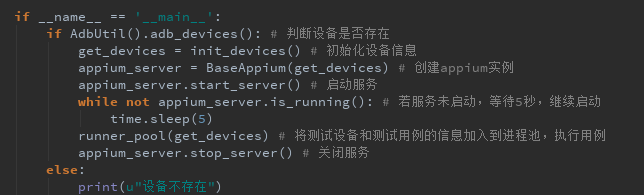 if __name__ == '__main__':
    if AdbUtil().adb_devices(): # 判断设备是否存在
        get_devices = init_devices() # 初始化设备信息
        appium_server = BaseAppium(get_devices) # 创建appium实例
        appium_server.start_server() # 启动服务
        while not appium_server.is_running(): # 若服务未启动，等待5秒，继续启动
            time.sleep(5)
        runner_pool(get_devices) # 将测试设备和测试用例的信息加入到进程池，执行用例
        appium_server.stop_server() # 关闭服务
    else:
        print(u"设备不存在")